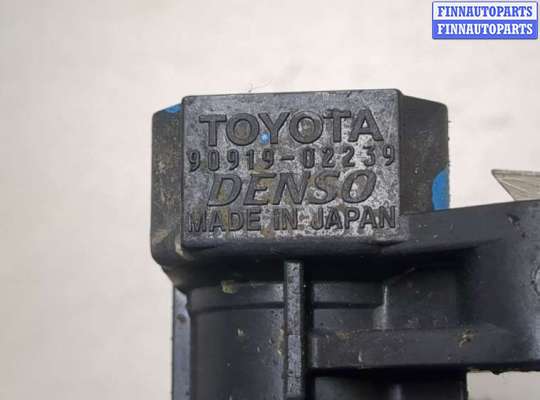 FINNAUTOPARTS
FINNAUTOPARTS
TOYOTA
90919-02239
DENSO
MADE IN JAPAN